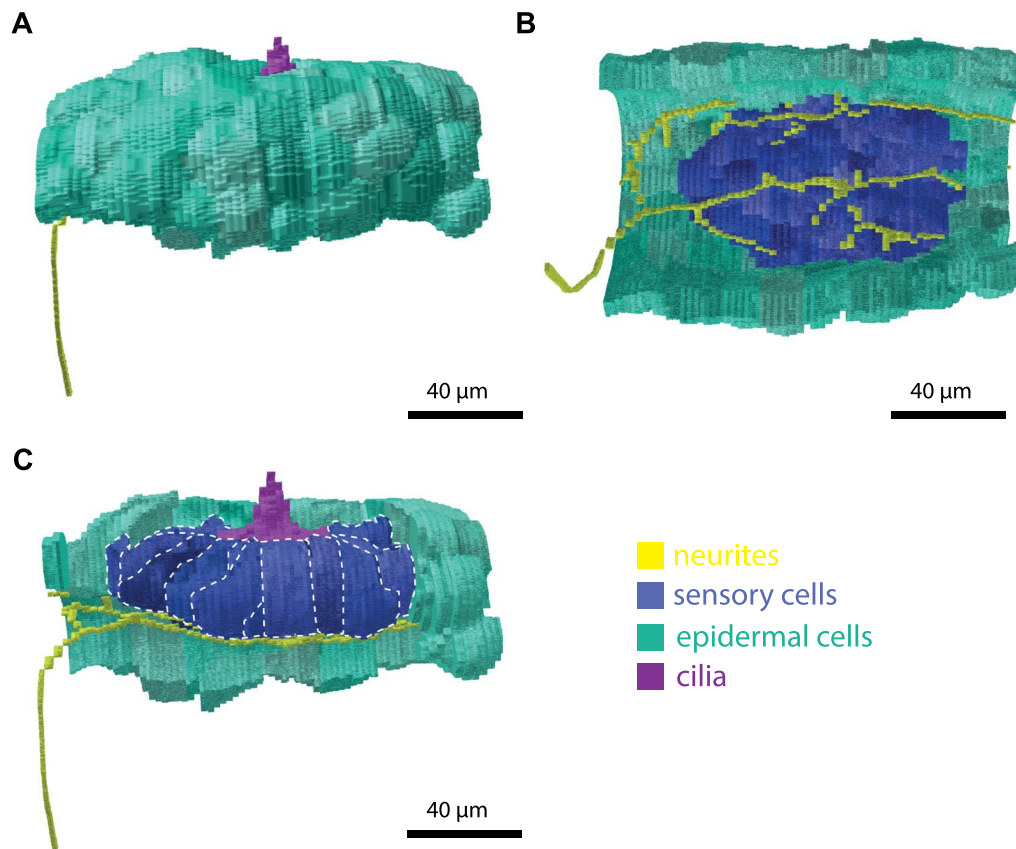 A
B
40 µm
40 µm
C
neurites
sensory cells
epidermal cells
cilia
40 µm